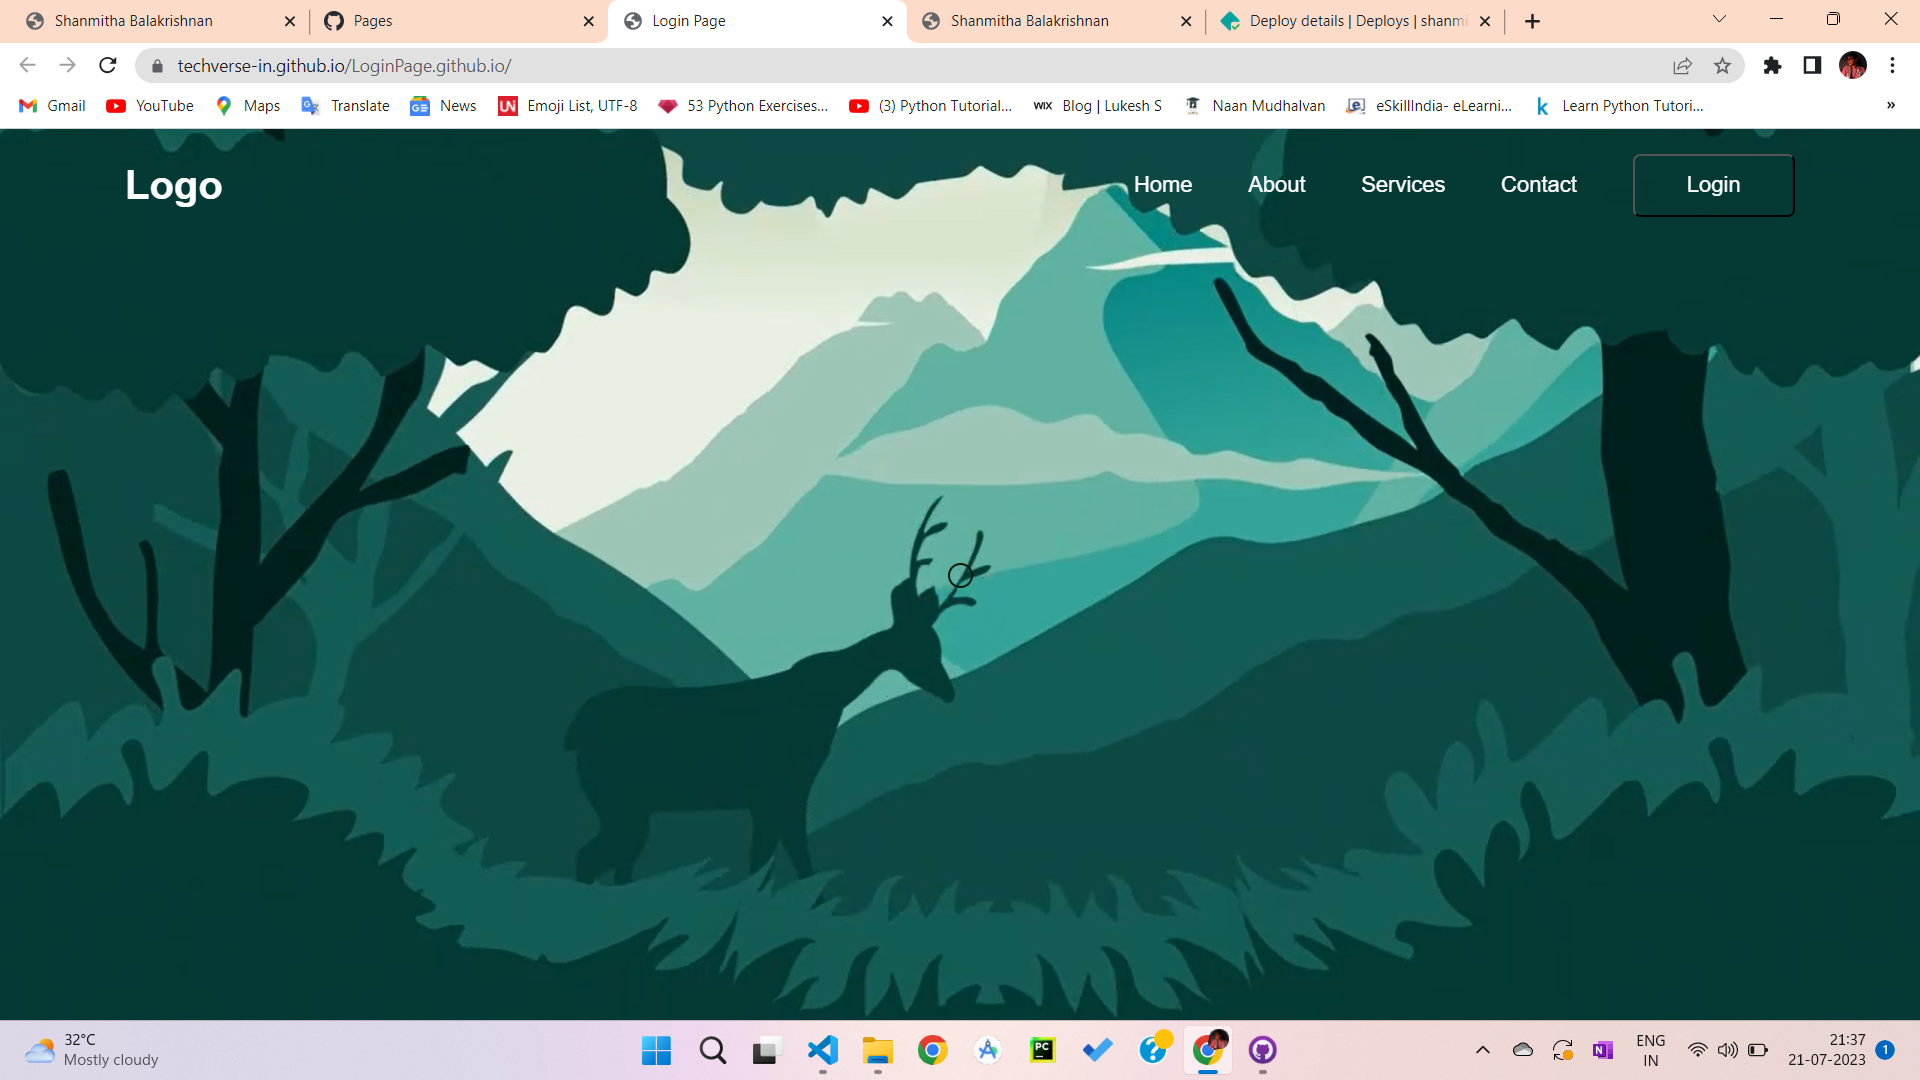 Shanmitha Balakrishnan
Pages
Login Page
Shanmitha Balakrishnan
Deploy details | Deploys | shanmi
techverse-in.github.io/LoginPage.github.io/
Gmail
YouTube
Maps
Translate
News
UN
Emoji List, UTF-8
53 Python Exercises...
(3) Python Tutorial...
WIX
Blog | Lukesh S
Naan Mudhalvan
eSkillIndia- eLearni...
k
Learn Python Tutori...
»
Logo
Home
About
Services
Contact
Login
32°C
Mostly cloudy
PC
?
N
ENG
IN
21:37
21-07-2023
1